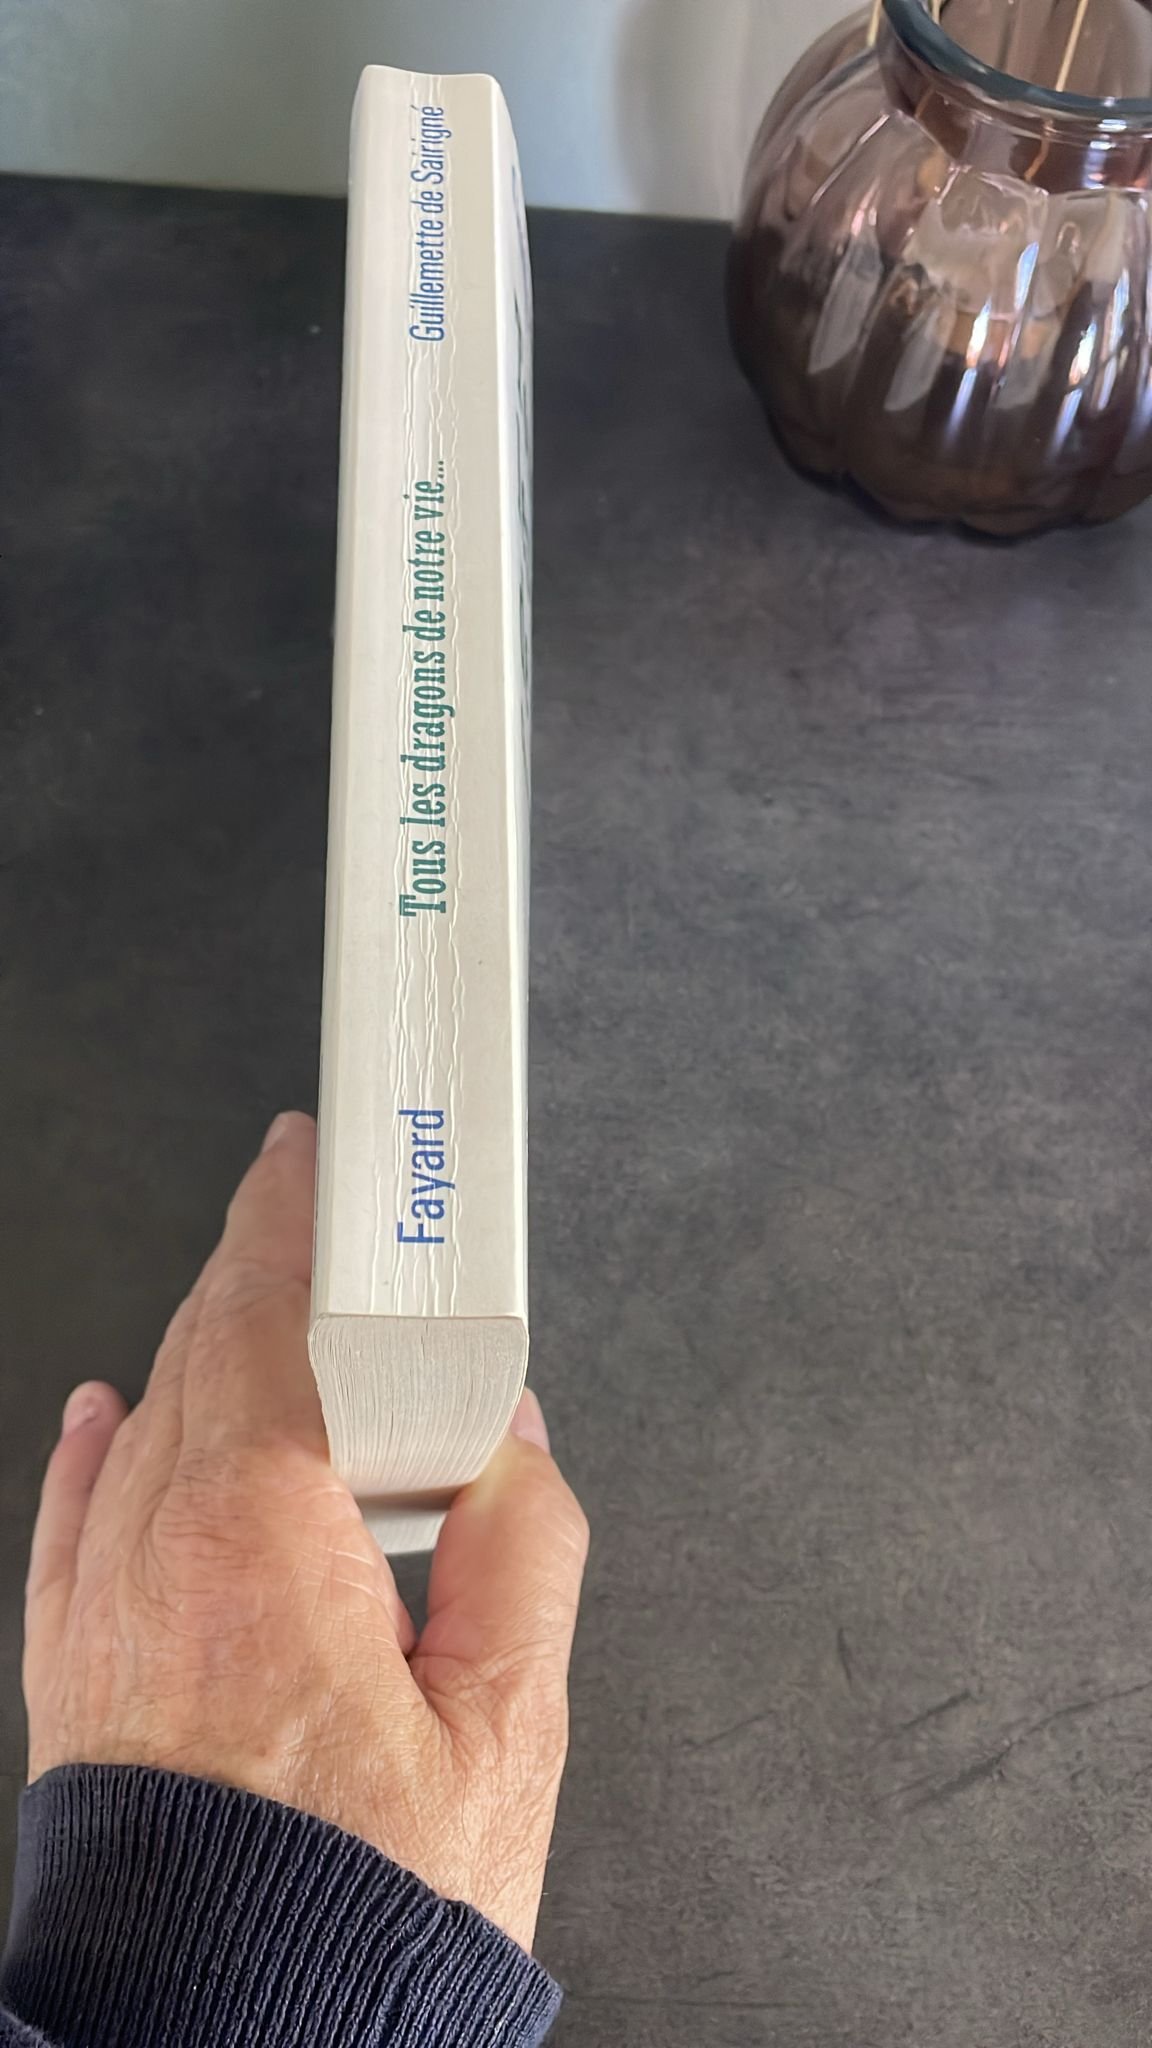 Guillemette de Sairigné
Tous les dragons de notre vie...
Fayard